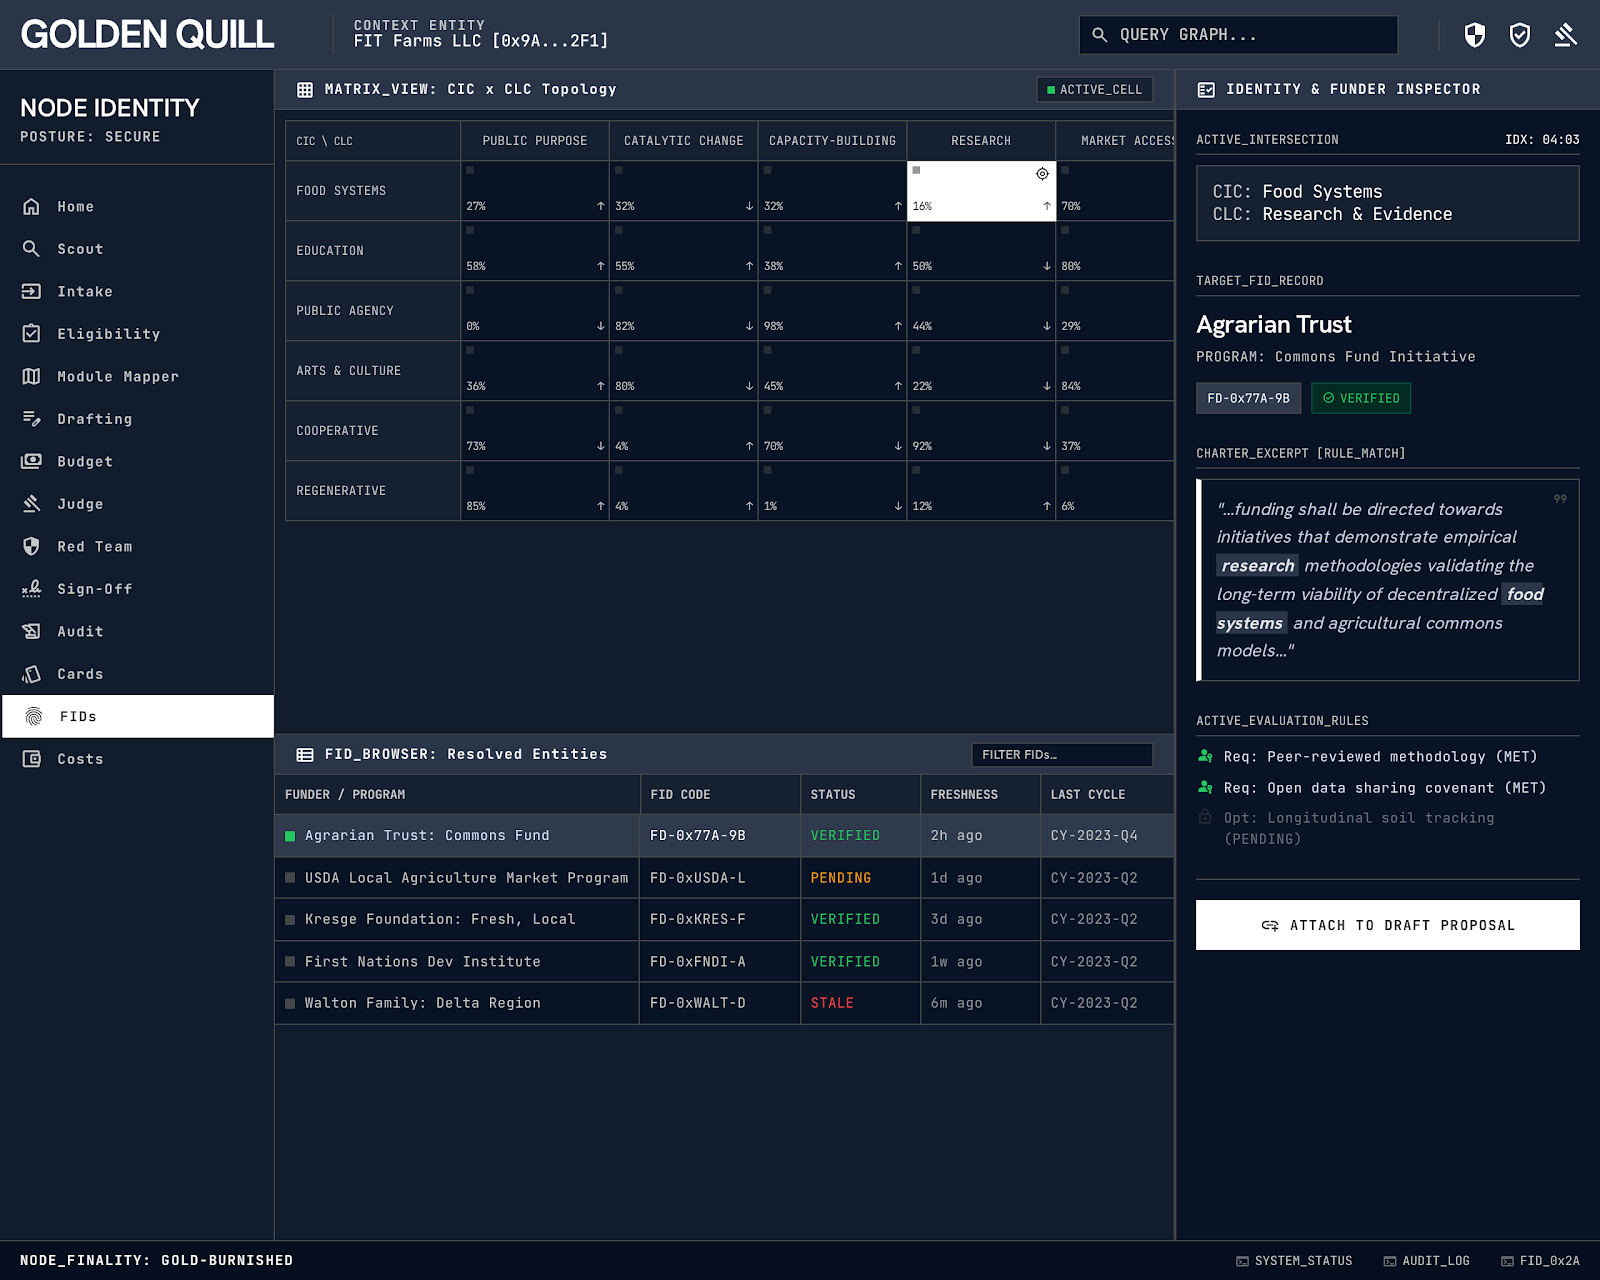 GOLDEN QUILL
CONTEXT ENTITY
FIT Farms LLC [0x9A...2F1]
QUERY GRAPH...
NODE IDENTITY
POSTURE: SECURE
Home
Scout
Intake
Eligibility
Module Mapper
Drafting
Budget
Judge
Red Team
Sign-Off
Audit
Cards
FIDs
Costs
MATRIX_VIEW: CIC x CLC Topology
ACTIVE_CELL
CIC \ CLC PUBLIC PURPOSE CATALYTIC CHANGE CAPACITY-BUILDING RESEARCH MARKET ACCESS
FOOD SYSTEMS 27% ↑ 32% ↓ 32% ↑ 16% ↑ 70%
EDUCATION 58% ↑ 55% ↑ 38% ↑ 50% ↓ 80%
PUBLIC AGENCY 0% ↓ 82% ↓ 98% ↑ 44% ↓ 29%
ARTS & CULTURE 36% ↑ 80% ↓ 45% ↑ 22% ↓ 84%
COOPERATIVE 73% ↓ 4% ↑ 70% ↓ 92% ↓ 37%
REGENERATIVE 85% ↑ 4% ↑ 1% ↓ 12% ↑ 6%
FID_BROWSER: Resolved Entities
FILTER FIDs...
FUNDER / PROGRAM FID CODE STATUS FRESHNESS LAST CYCLE
Agrarian Trust: Commons Fund FD-0x77A-9B VERIFIED 2h ago CY-2023-Q4
USDA Local Agriculture Market Program FD-0xUSDA-L PENDING 1d ago CY-2023-Q2
Kresge Foundation: Fresh, Local FD-0xKRES-F VERIFIED 3d ago CY-2023-Q2
First Nations Dev Institute FD-0xFNDI-A VERIFIED 1w ago CY-2023-Q2
Walton Family: Delta Region FD-0xWALT-D STALE 6m ago CY-2023-Q2
IDENTITY & FUNDER INSPECTOR
ACTIVE_INTERSECTION IDX: 04:03
CIC: Food Systems
CLC: Research & Evidence
TARGET_FID_RECORD
Agrarian Trust
PROGRAM: Commons Fund Initiative
FD-0x77A-9B VERIFIED
CHARTER_EXCERPT [RULE_MATCH]
"...funding shall be directed towards
initiatives that demonstrate empirical
research methodologies validating the
long-term viability of decentralized food
systems and agricultural commons
models..."
ACTIVE_EVALUATION_RULES
Req: Peer-reviewed methodology (MET)
Req: Open data sharing covenant (MET)
Opt: Longitudinal soil tracking
(PENDING)
ATTACH TO DRAFT PROPOSAL
NODE_FINALITY: GOLD-BURNISHED
SYSTEM_STATUS AUDIT_LOG FID_0x2A